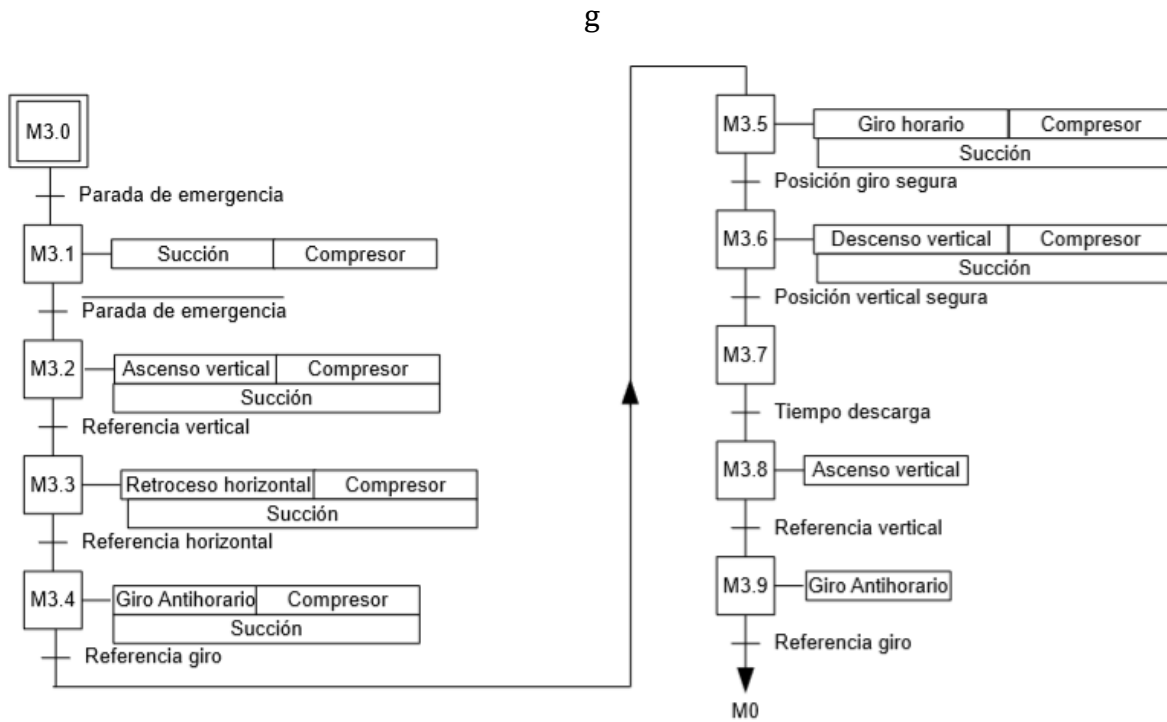 g
M3.0
Parada de emergencia
M3.1
Succión Compresor
Parada de emergencia
M3.2
Ascenso vertical Compresor
Succión
Referencia vertical
M3.3
Retroceso horizontal Compresor
Succión
Referencia horizontal
M3.4
Giro Antihorario Compresor
Succión
Referencia giro
M3.5
Giro horario Compresor
Succión
Posición giro segura
M3.6
Descenso vertical Compresor
Succión
Posición vertical segura
M3.7
Tiempo descarga
M3.8
Ascenso vertical
Referencia vertical
M3.9
Giro Antihorario
Referencia giro
M0